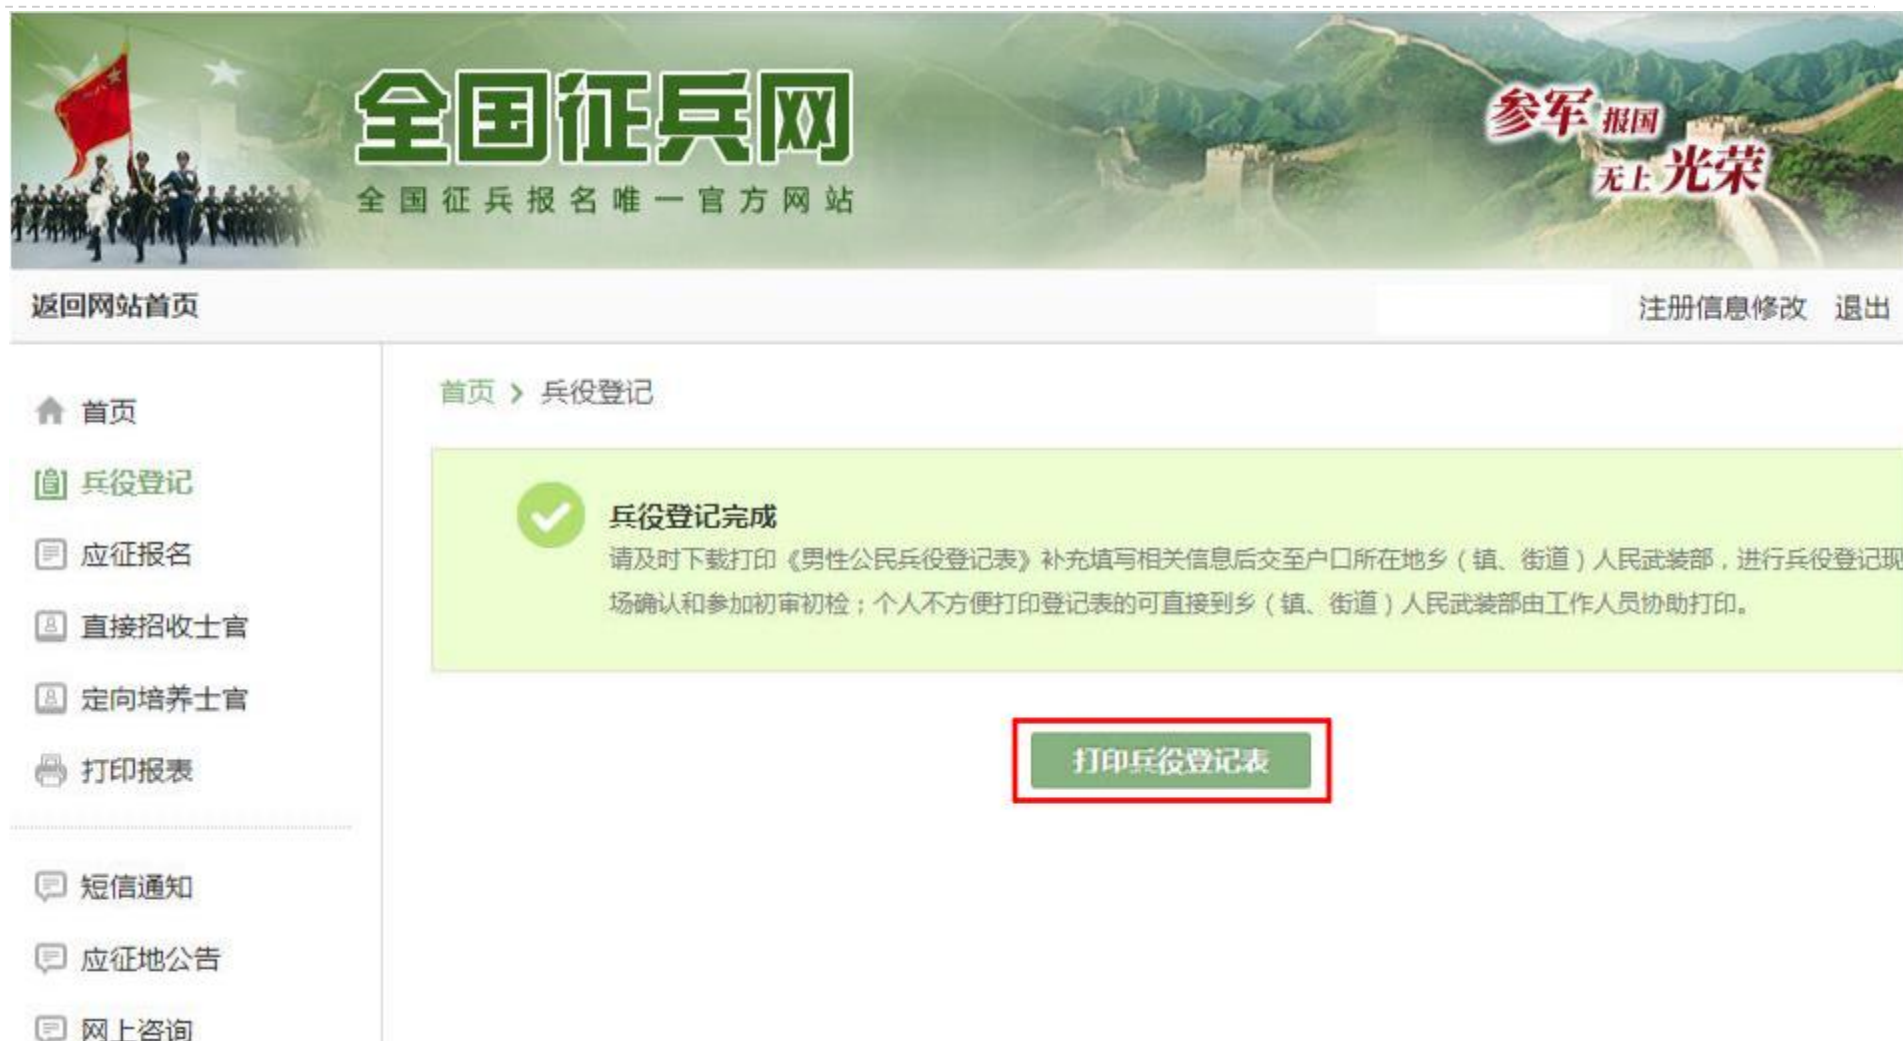 全国征兵网
全国征兵报名唯一官方网站
参军 报国
无上 光荣
返回网站首页
注册信息修改 退出
首页
兵役登记
应征报名
直接招收士官
定向培养士官
打印报表
短信通知
应征地公告
网上咨询
首页 > 兵役登记
兵役登记完成
请及时下载打印《男性公民兵役登记表》补充填写相关信息后交至户口所在地乡（镇、街道）人民武装部，进行兵役登记现
场确认和参加初审初检；个人不方便打印登记表的可直接到乡（镇、街道）人民武装部由工作人员协助打印。
打印兵役登记表